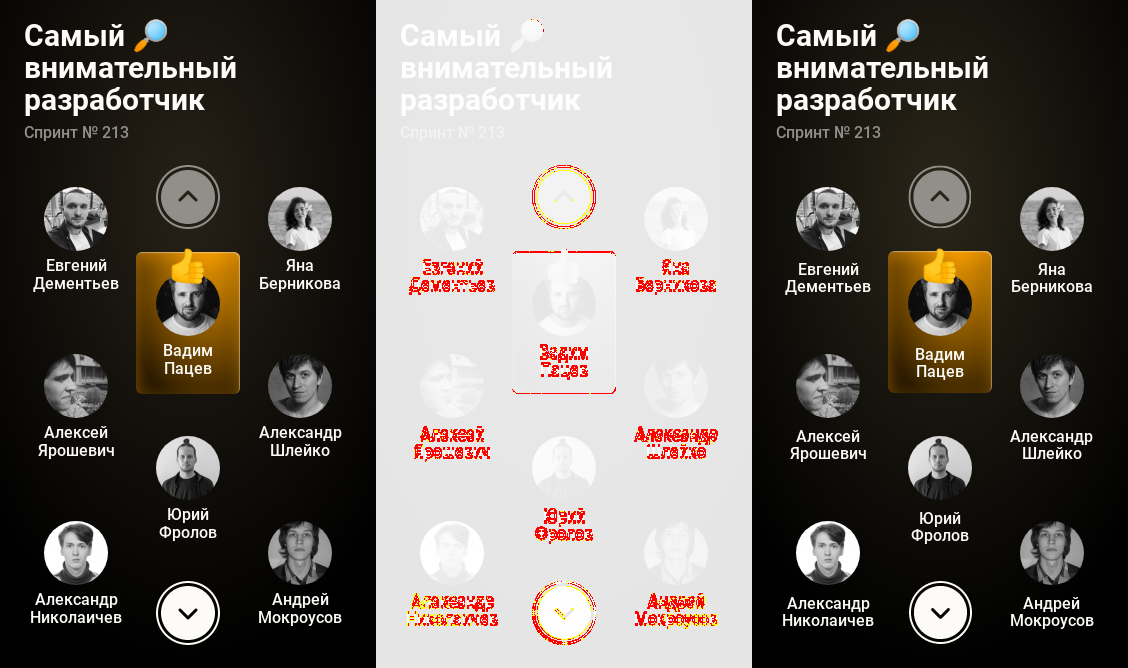 Самый
внимательный
разработчик
Спринт № 213
Евгений
Дементьев
Яна
Берникова
Вадим
Пацев
Алексей
Ярошевич
Александр
Шлейко
Юрий
Фролов
Александр
Николаичев
Андрей
Мокроусов
Самый
внимательный
разработчик
Спринт № 213
Евгений
Дементьев
Яна
Берникова
Вадим
Пацев
Алексей
Ярошевич
Александр
Шлейко
Юрий
Фролов
Александр
Николаичев
Андрей
Мокроусов
Самый
внимательный
разработчик
Спринт № 213
Евгений
Дементьев
Яна
Берникова
Вадим
Пацев
Алексей
Ярошевич
Александр
Шлейко
Юрий
Фролов
Александр
Николаичев
Андрей
Мокроусов